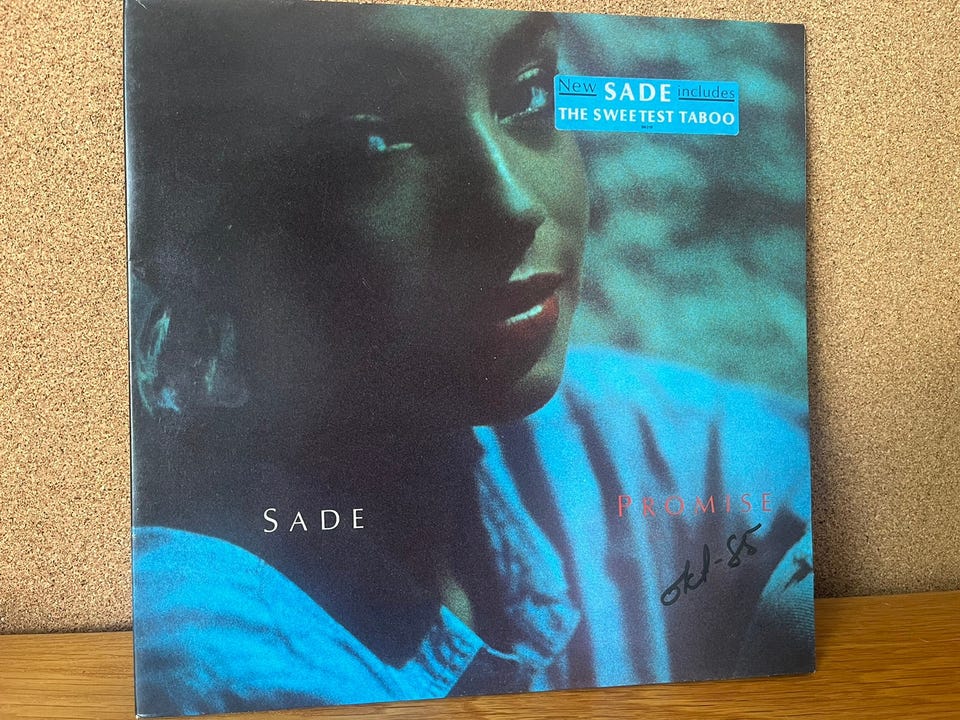 New SADE includes
THE SWEETEST TABOO
SADE
PROMISE
okt-85